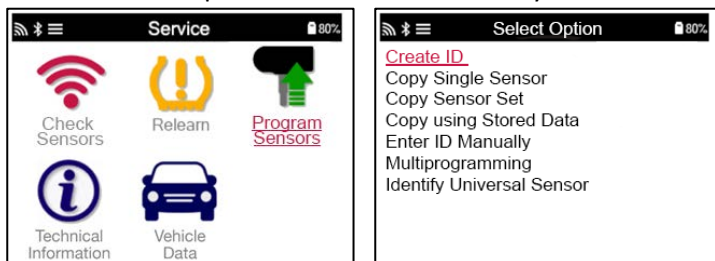 Service
80%
Check
Sensors
Relearn
Program
Sensors
Technical
Information
Vehicle
Data
Select Option
80%
Create ID
Copy Single Sensor
Copy Sensor Set
Copy using Stored Data
Enter ID Manually
Multiprogramming
Identify Universal Sensor